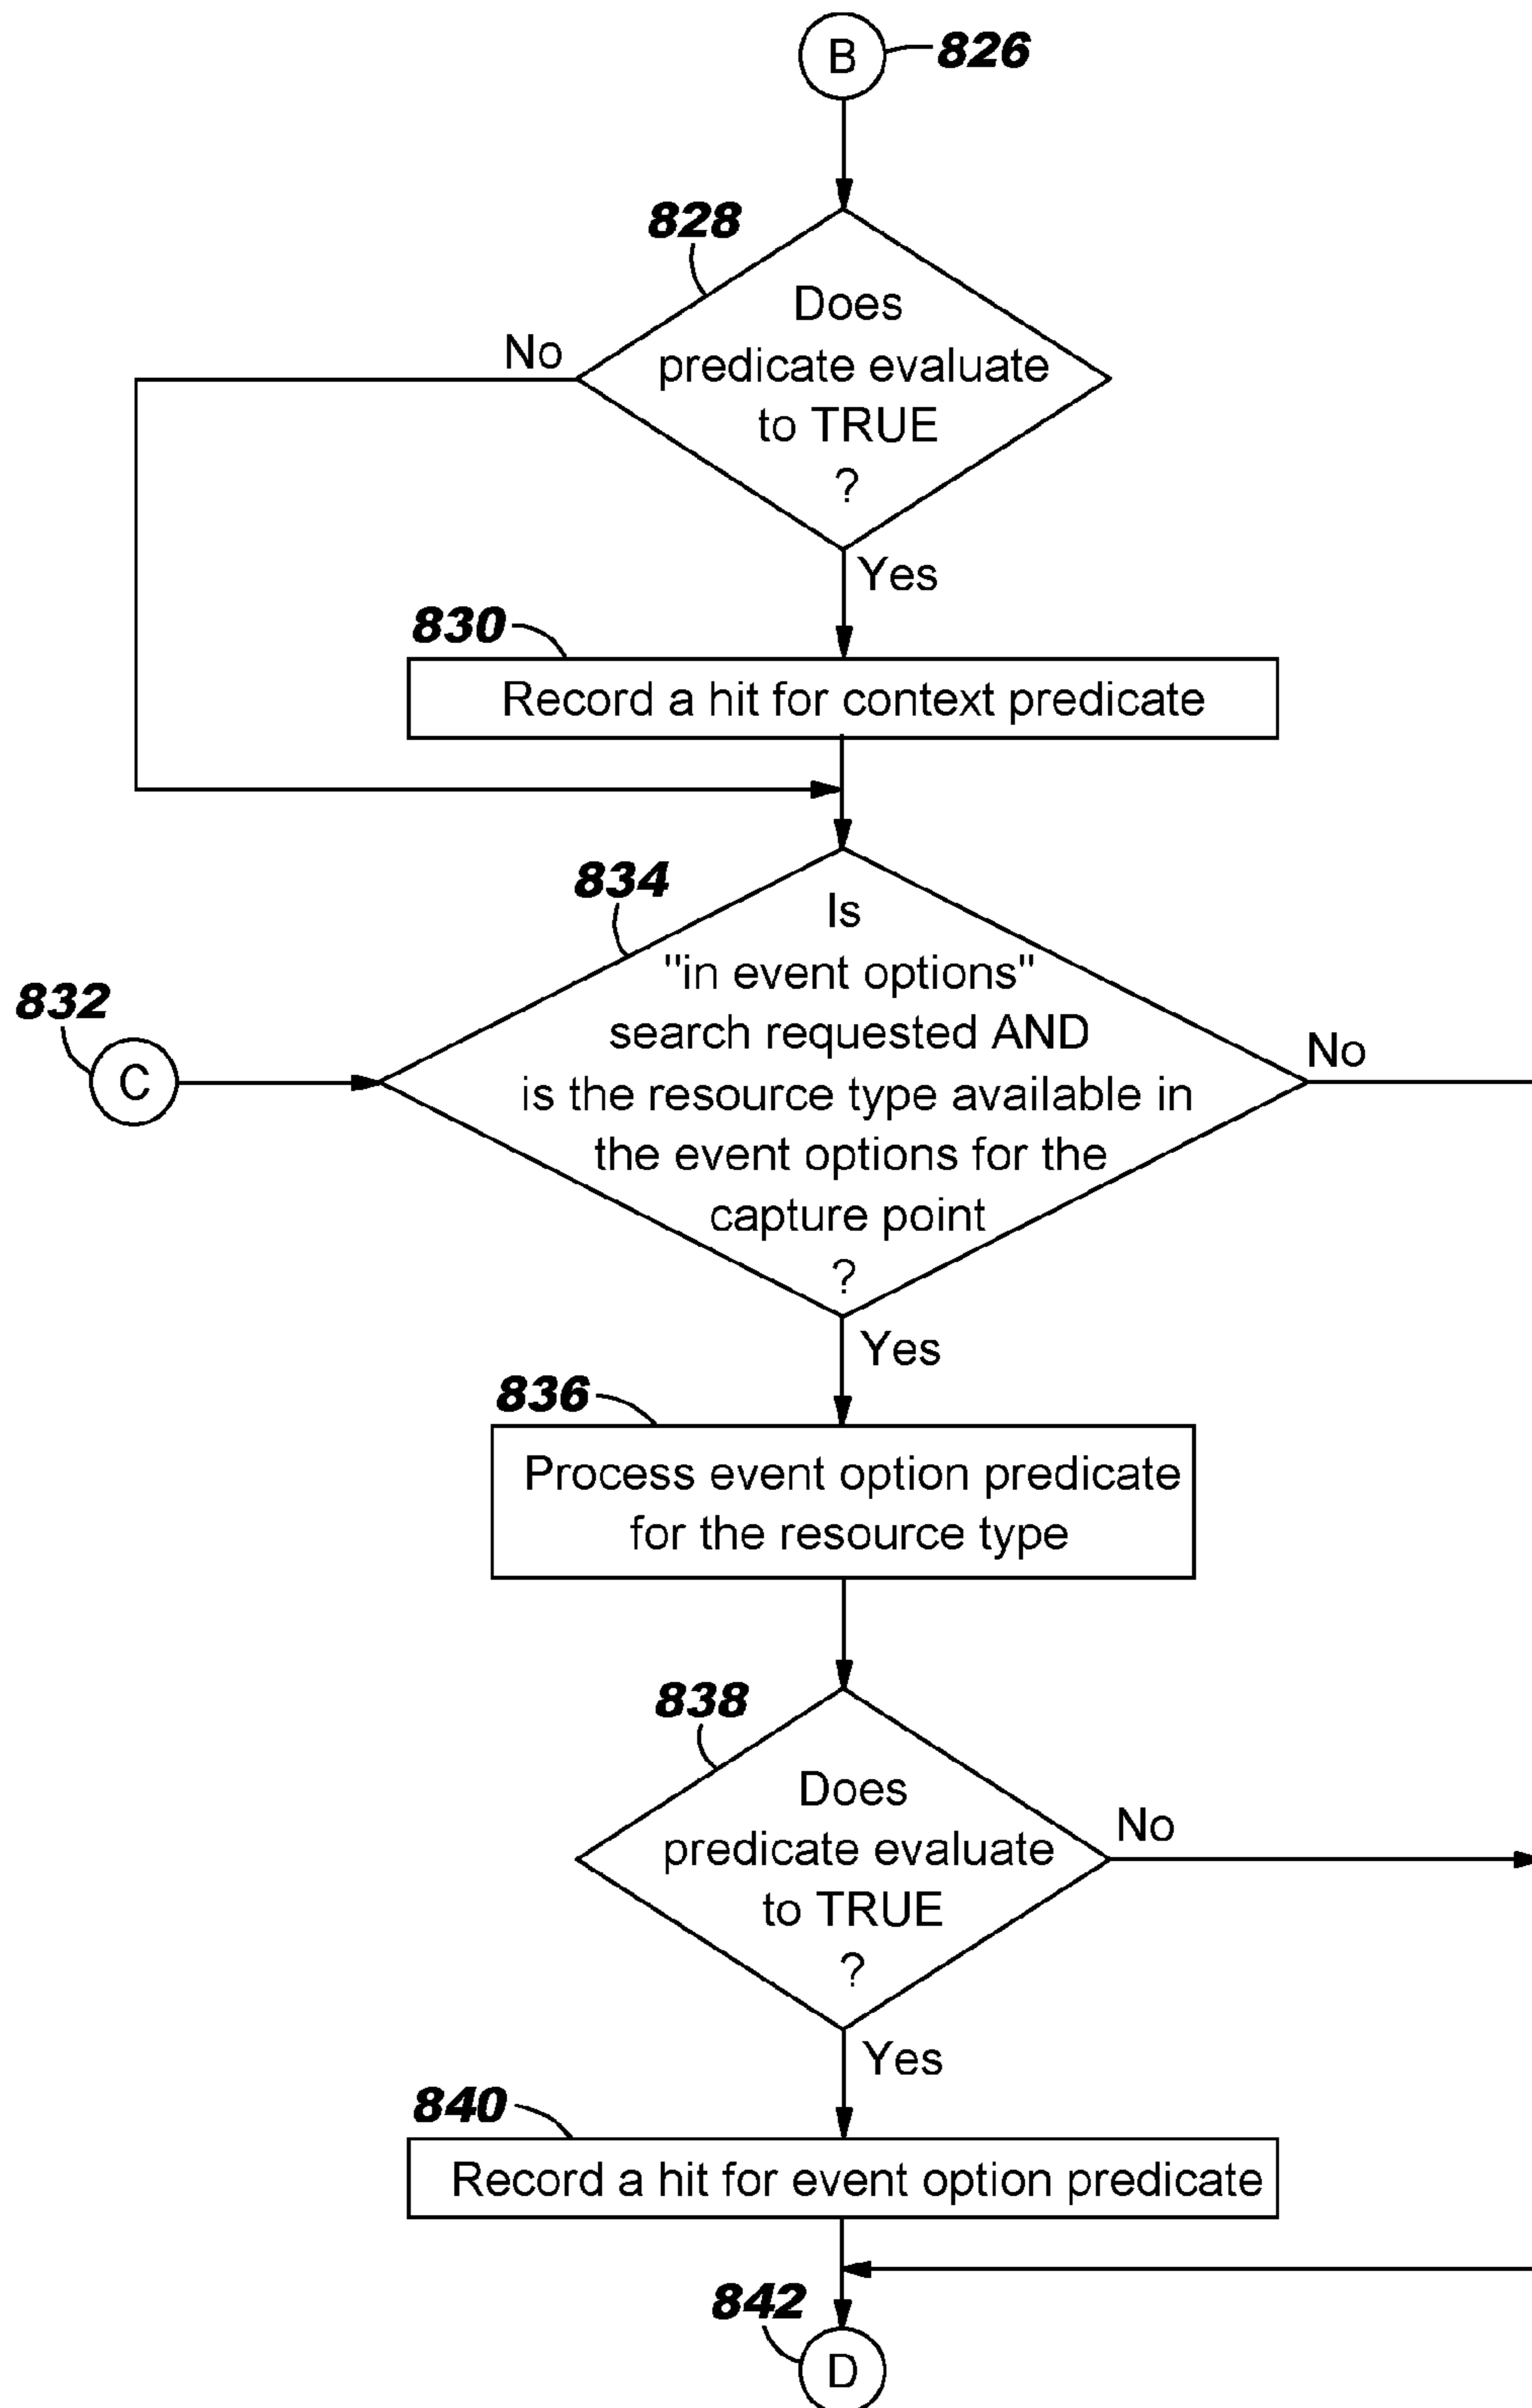 B
826
828
Does
predicate evaluate
to TRUE
?
No
Yes
830
Record a hit for context predicate
834
Is
"in event options"
search requested AND
is the resource type available in
the event options for the
capture point
?
832
C
No
Yes
836
Process event option predicate
for the resource type
838
Does
predicate evaluate
to TRUE
?
No
Yes
840
Record a hit for event option predicate
842
D